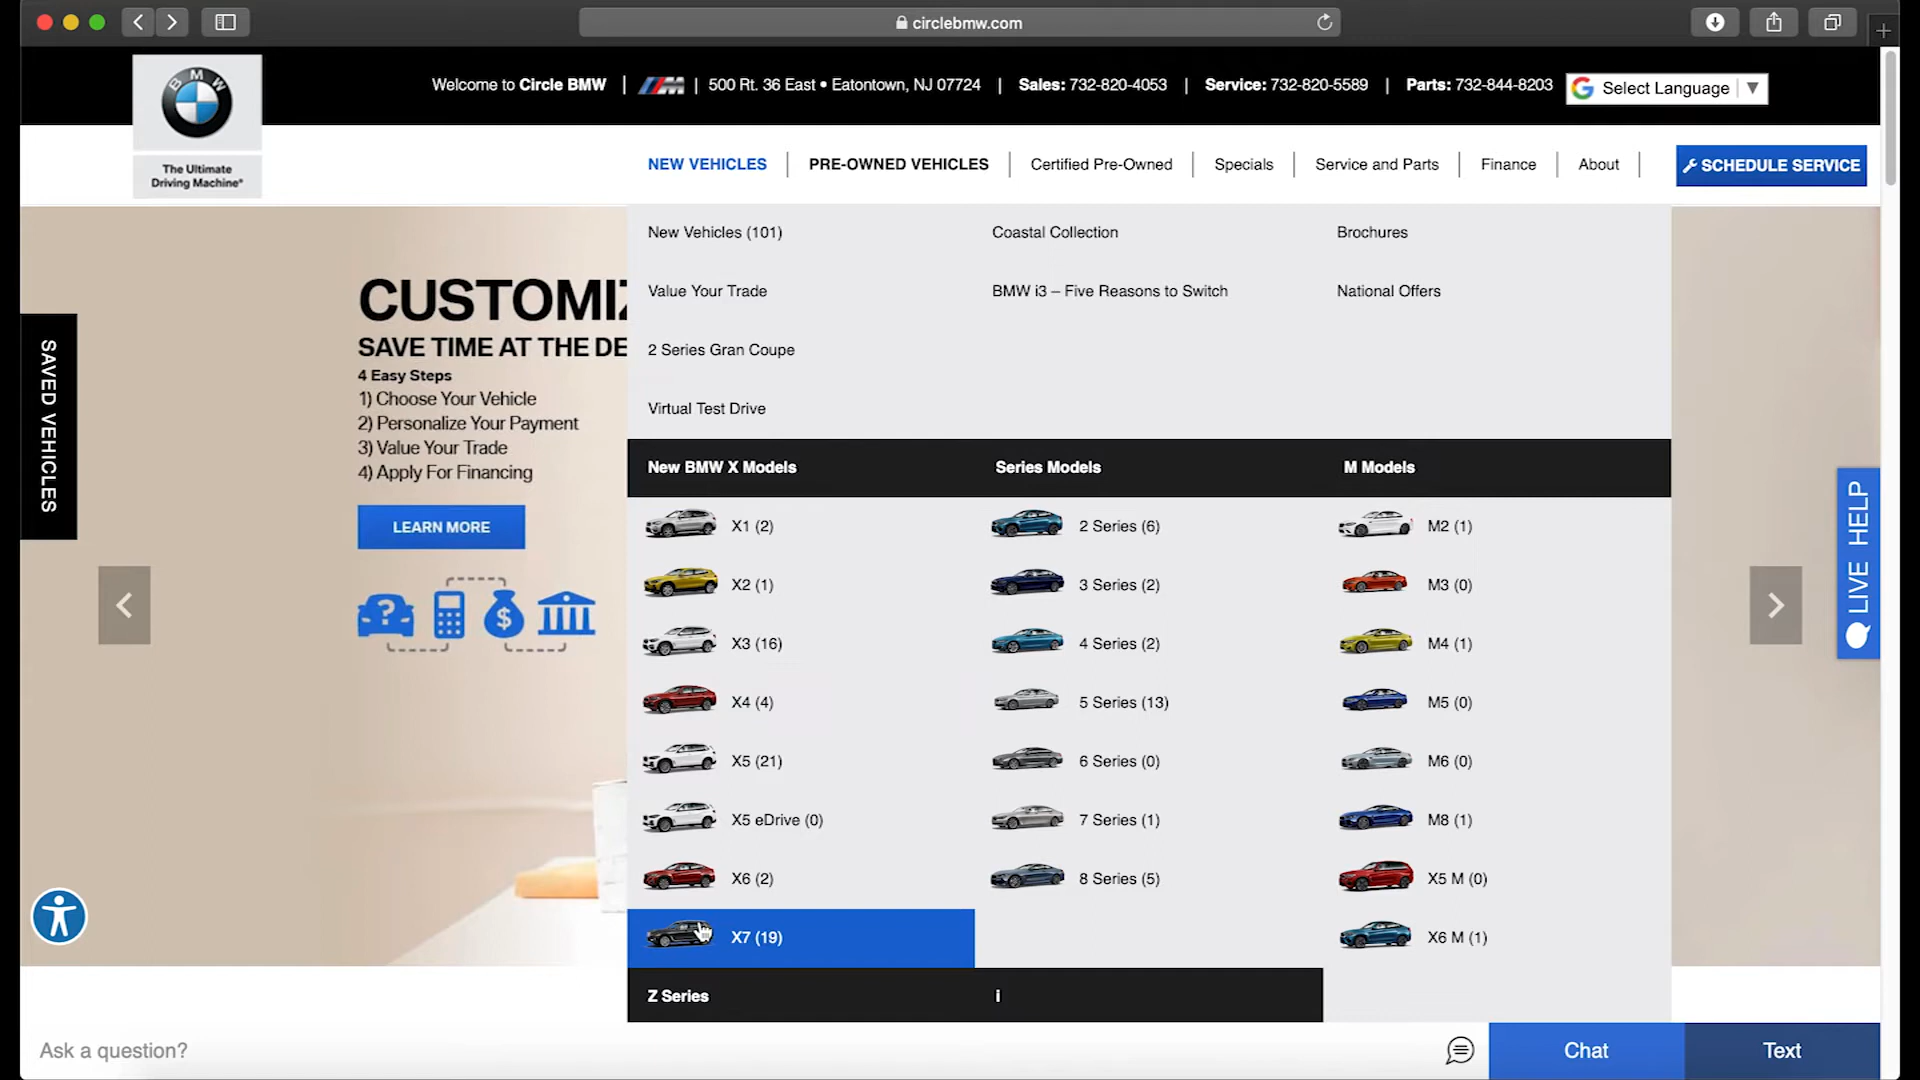 circlebmw.com
BMW
The Ultimate
Driving Machine®
Welcome to Circle BMW | M | 500 Rt. 36 East • Eatontown, NJ 07724 | Sales: 732-820-4053 | Service: 732-820-5589 | Parts: 732-844-8203
G Select Language ▼
NEW VEHICLES | PRE-OWNED VEHICLES | Certified Pre-Owned | Specials | Service and Parts | Finance | About |
SCHEDULE SERVICE
SAVED VEHICLES
CUSTOMIZ
SAVE TIME AT THE DE
4 Easy Steps
1) Choose Your Vehicle
2) Personalize Your Payment
3) Value Your Trade
4) Apply For Financing
LEARN MORE
? $
New Vehicles (101)
Coastal Collection
Brochures
Value Your Trade
BMW i3 – Five Reasons to Switch
National Offers
2 Series Gran Coupe
Virtual Test Drive
New BMW X Models
Series Models
M Models
X1 (2)
2 Series (6)
M2 (1)
X2 (1)
3 Series (2)
M3 (0)
X3 (16)
4 Series (2)
M4 (1)
X4 (4)
5 Series (13)
M5 (0)
X5 (21)
6 Series (0)
M6 (0)
X5 eDrive (0)
7 Series (1)
M8 (1)
X6 (2)
8 Series (5)
X5 M (0)
X7 (19)
X6 M (1)
Z Series
i
LIVE HELP
Ask a question?
Chat
Text